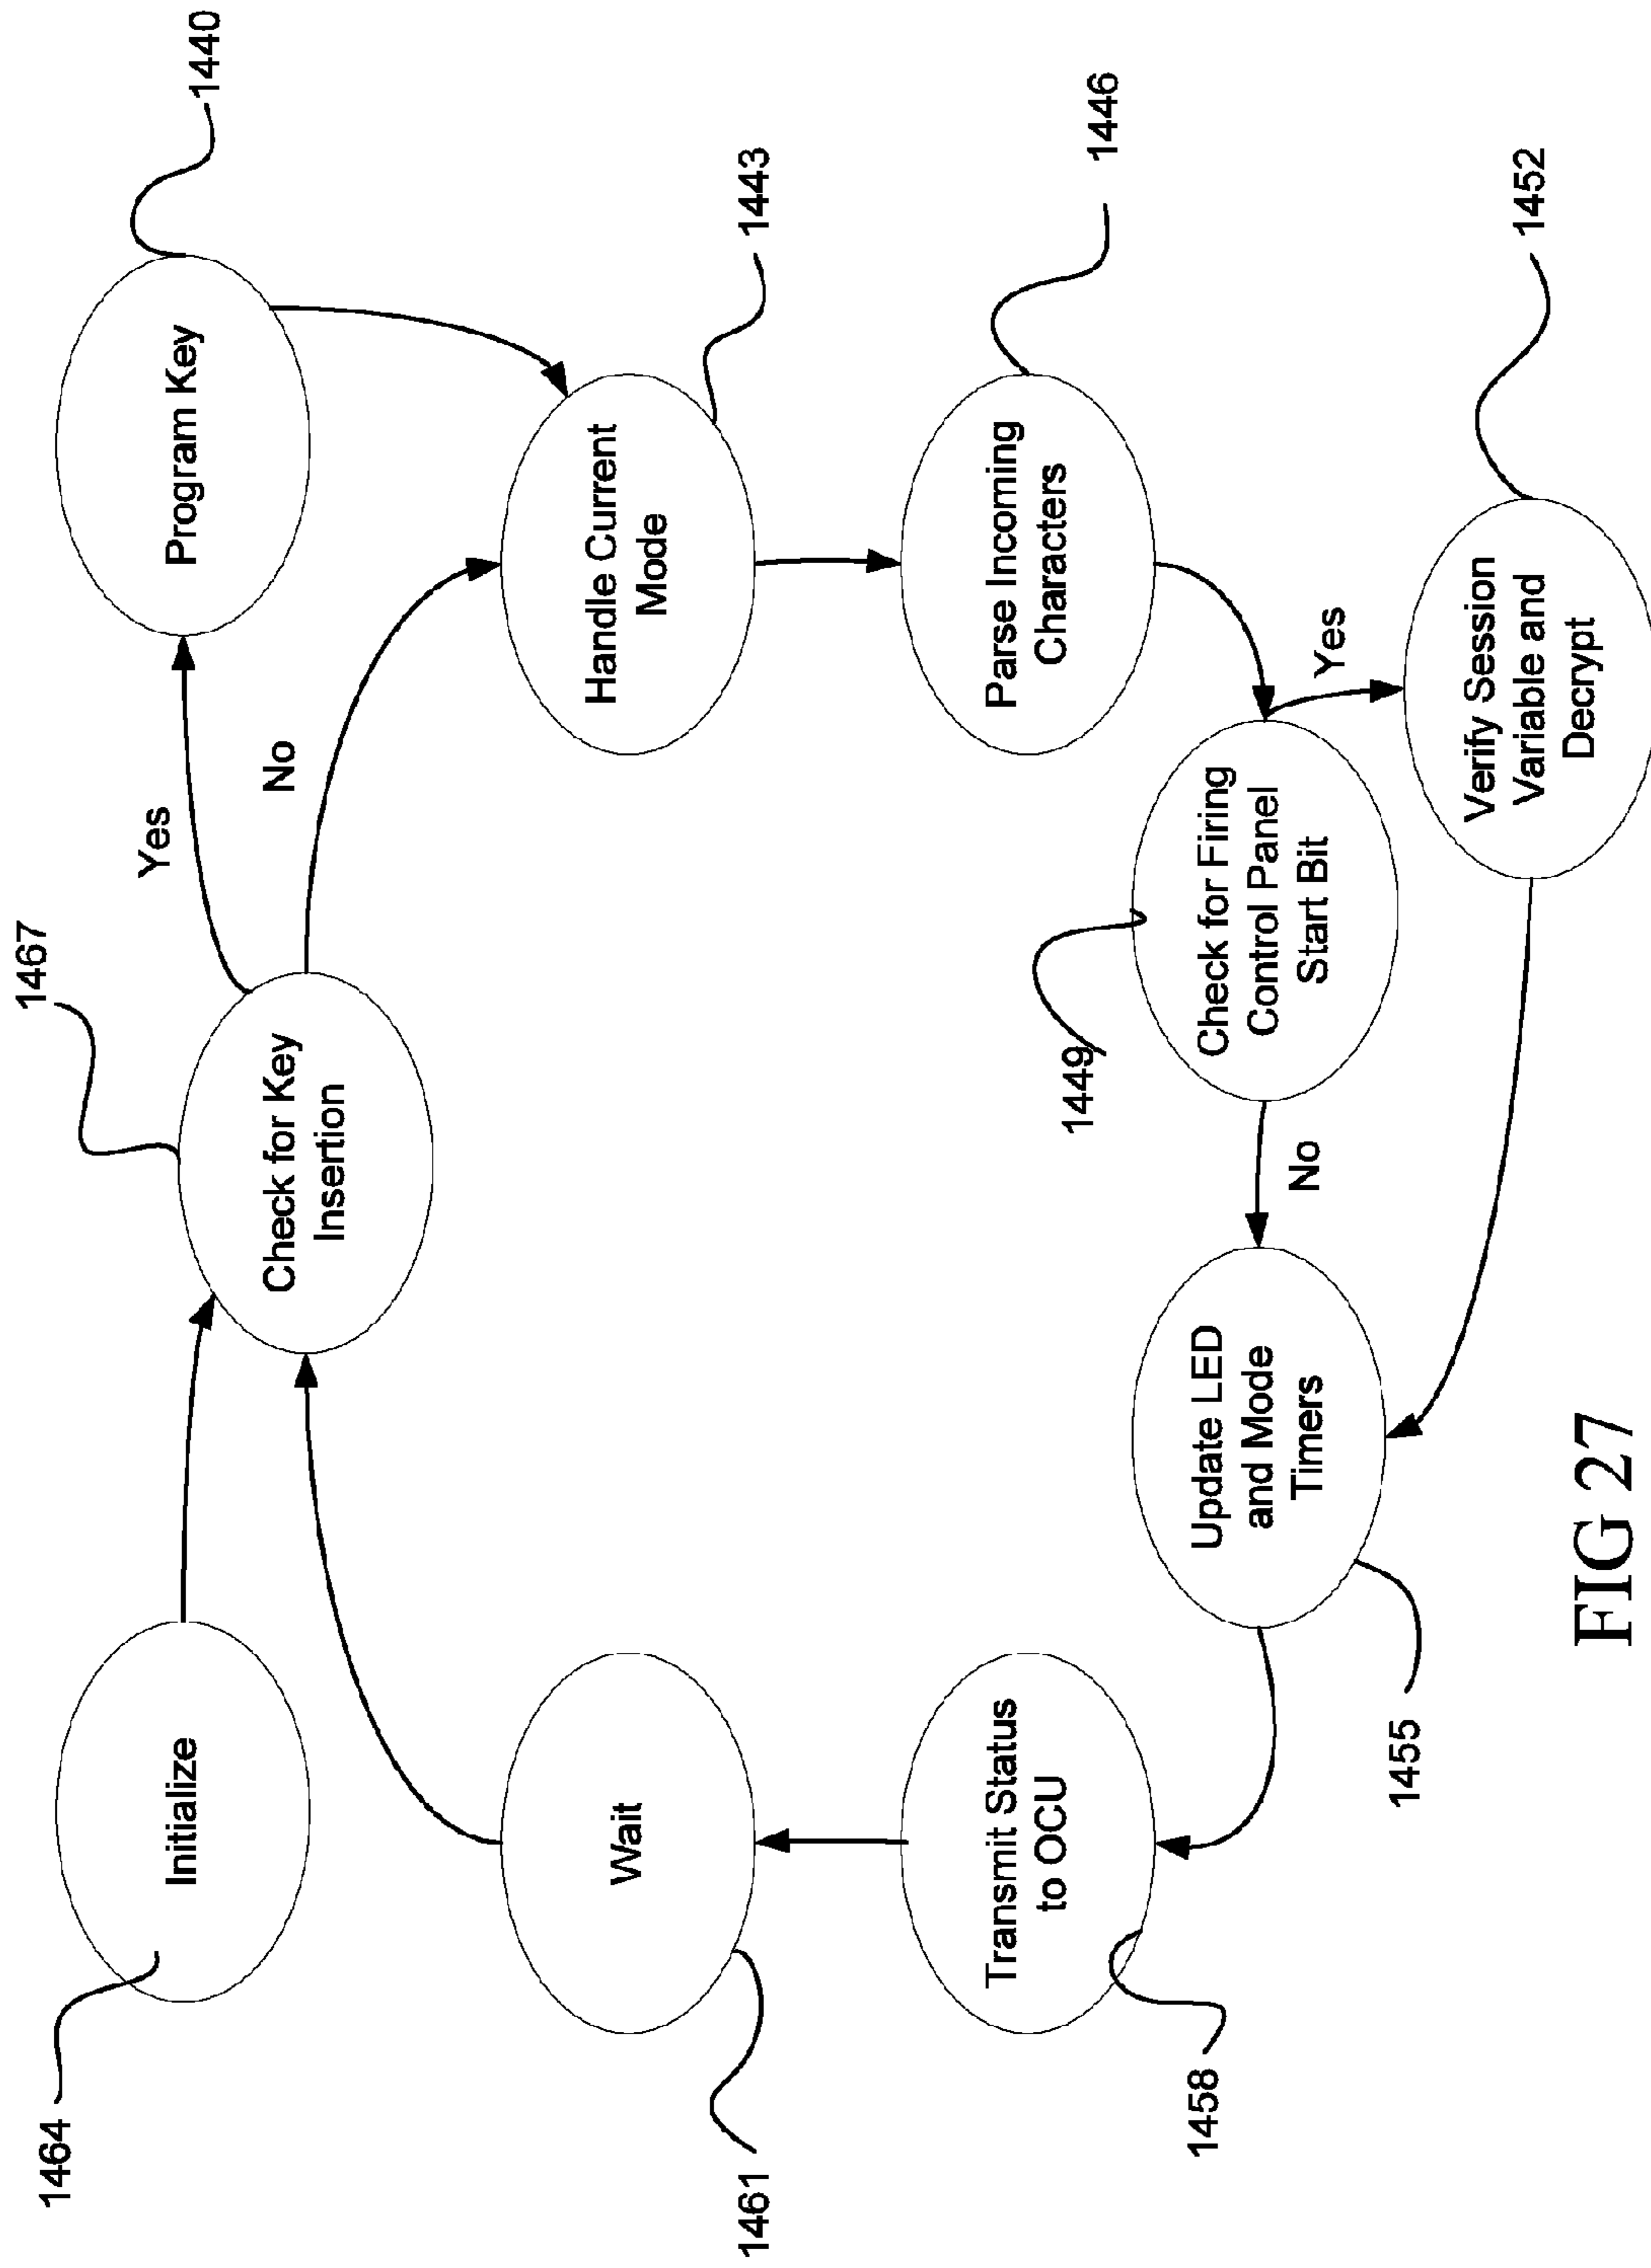 1464
Initialize
1467
Check for Key
Insertion
Yes
No
Program Key
1440
Handle Current
Mode
1443
Parse Incoming
Characters
1446
Check for Firing
Control Panel
Start Bit
1449
Yes
Verify Session
Variable and
Decrypt
1452
No
Update LED
and Mode
Timers
1455
Transmit Status
to OCU
1458
Wait
1461
FIG 27